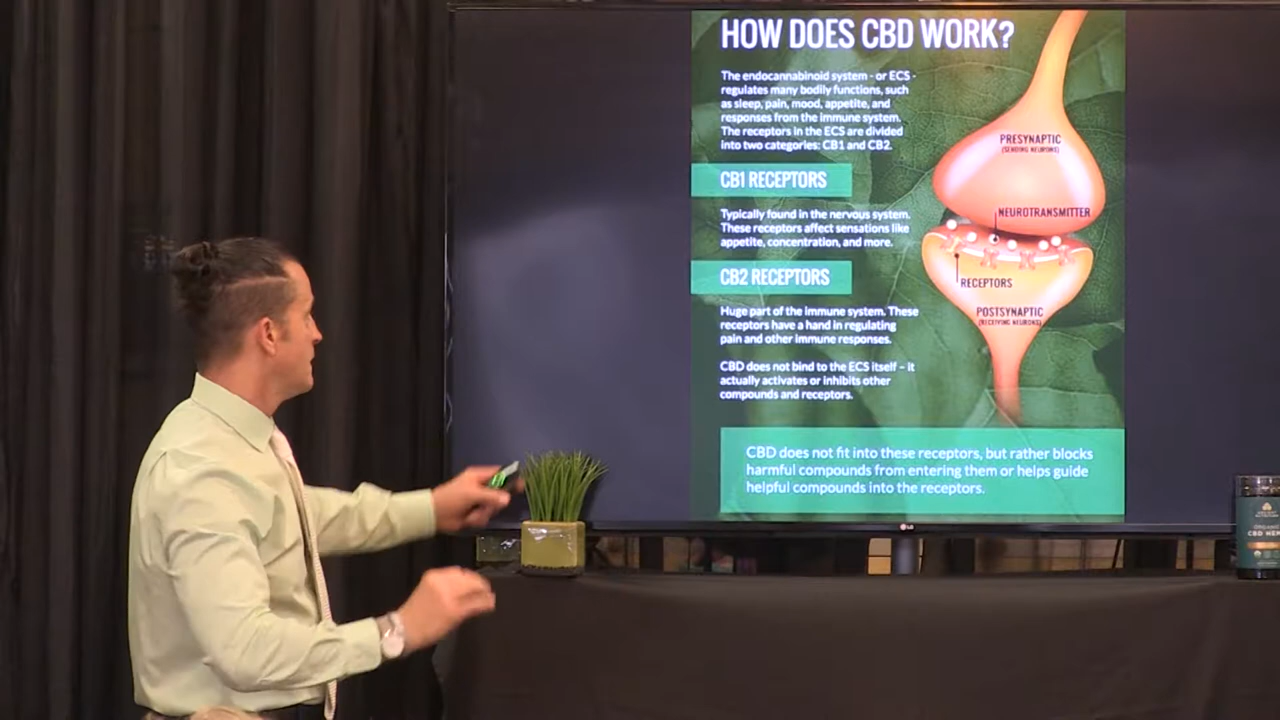 HOW DOES CBD WORK?
The endocannabinoid system - or ECS -
regulates many bodily functions, such
as sleep, pain, mood, appetite, and
responses from the immune system.
The receptors in the ECS are divided
into two categories: CB1 and CB2.
CB1 RECEPTORS
Typically found in the nervous system.
These receptors affect sensations like
appetite, concentration, and more.
CB2 RECEPTORS
Huge part of the immune system. These
receptors have a hand in regulating
pain and other immune responses.
CBD does not bind to the ECS itself – it
actually activates or inhibits other
compounds and receptors.
CBD does not fit into these receptors, but rather blocks
harmful compounds from entering them or helps guide
helpful compounds into the receptors.
PRESYNAPTIC
(SENDING NEURONS)
NEUROTRANSMITTER
RECEPTORS
POSTSYNAPTIC
(RECEIVING NEURONS)
LG
CBD